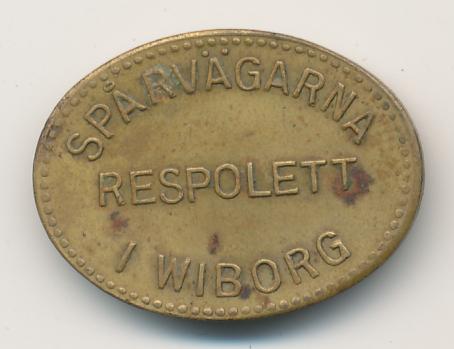 SPÅRVÄGARNA
RESPOLETT
I WIBORG